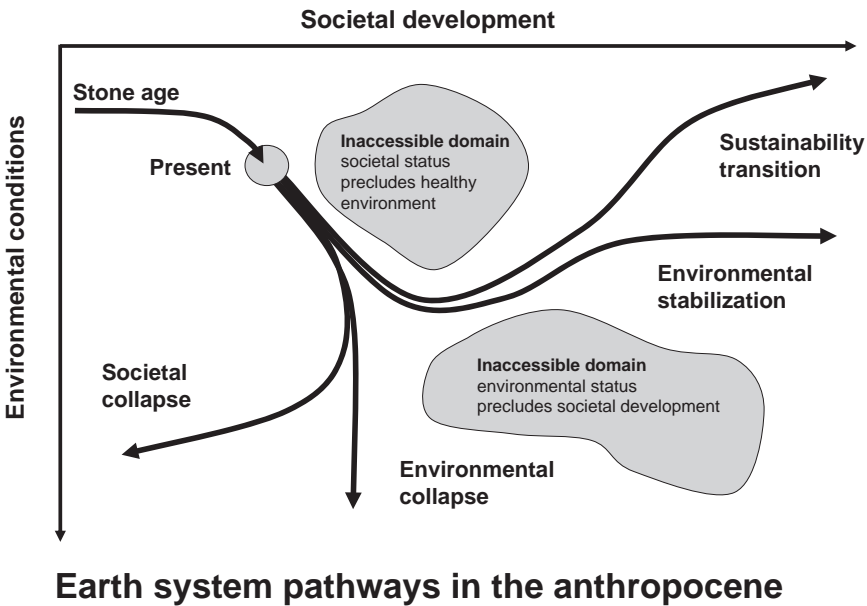 Societal development
Environmental conditions
Stone age
Present
Inaccessible domain
societal status
precludes healthy
environment
Sustainability
transition
Environmental
stabilization
Inaccessible domain
environmental status
precludes societal development
Societal
collapse
Environmental
collapse
Earth system pathways in the anthropocene